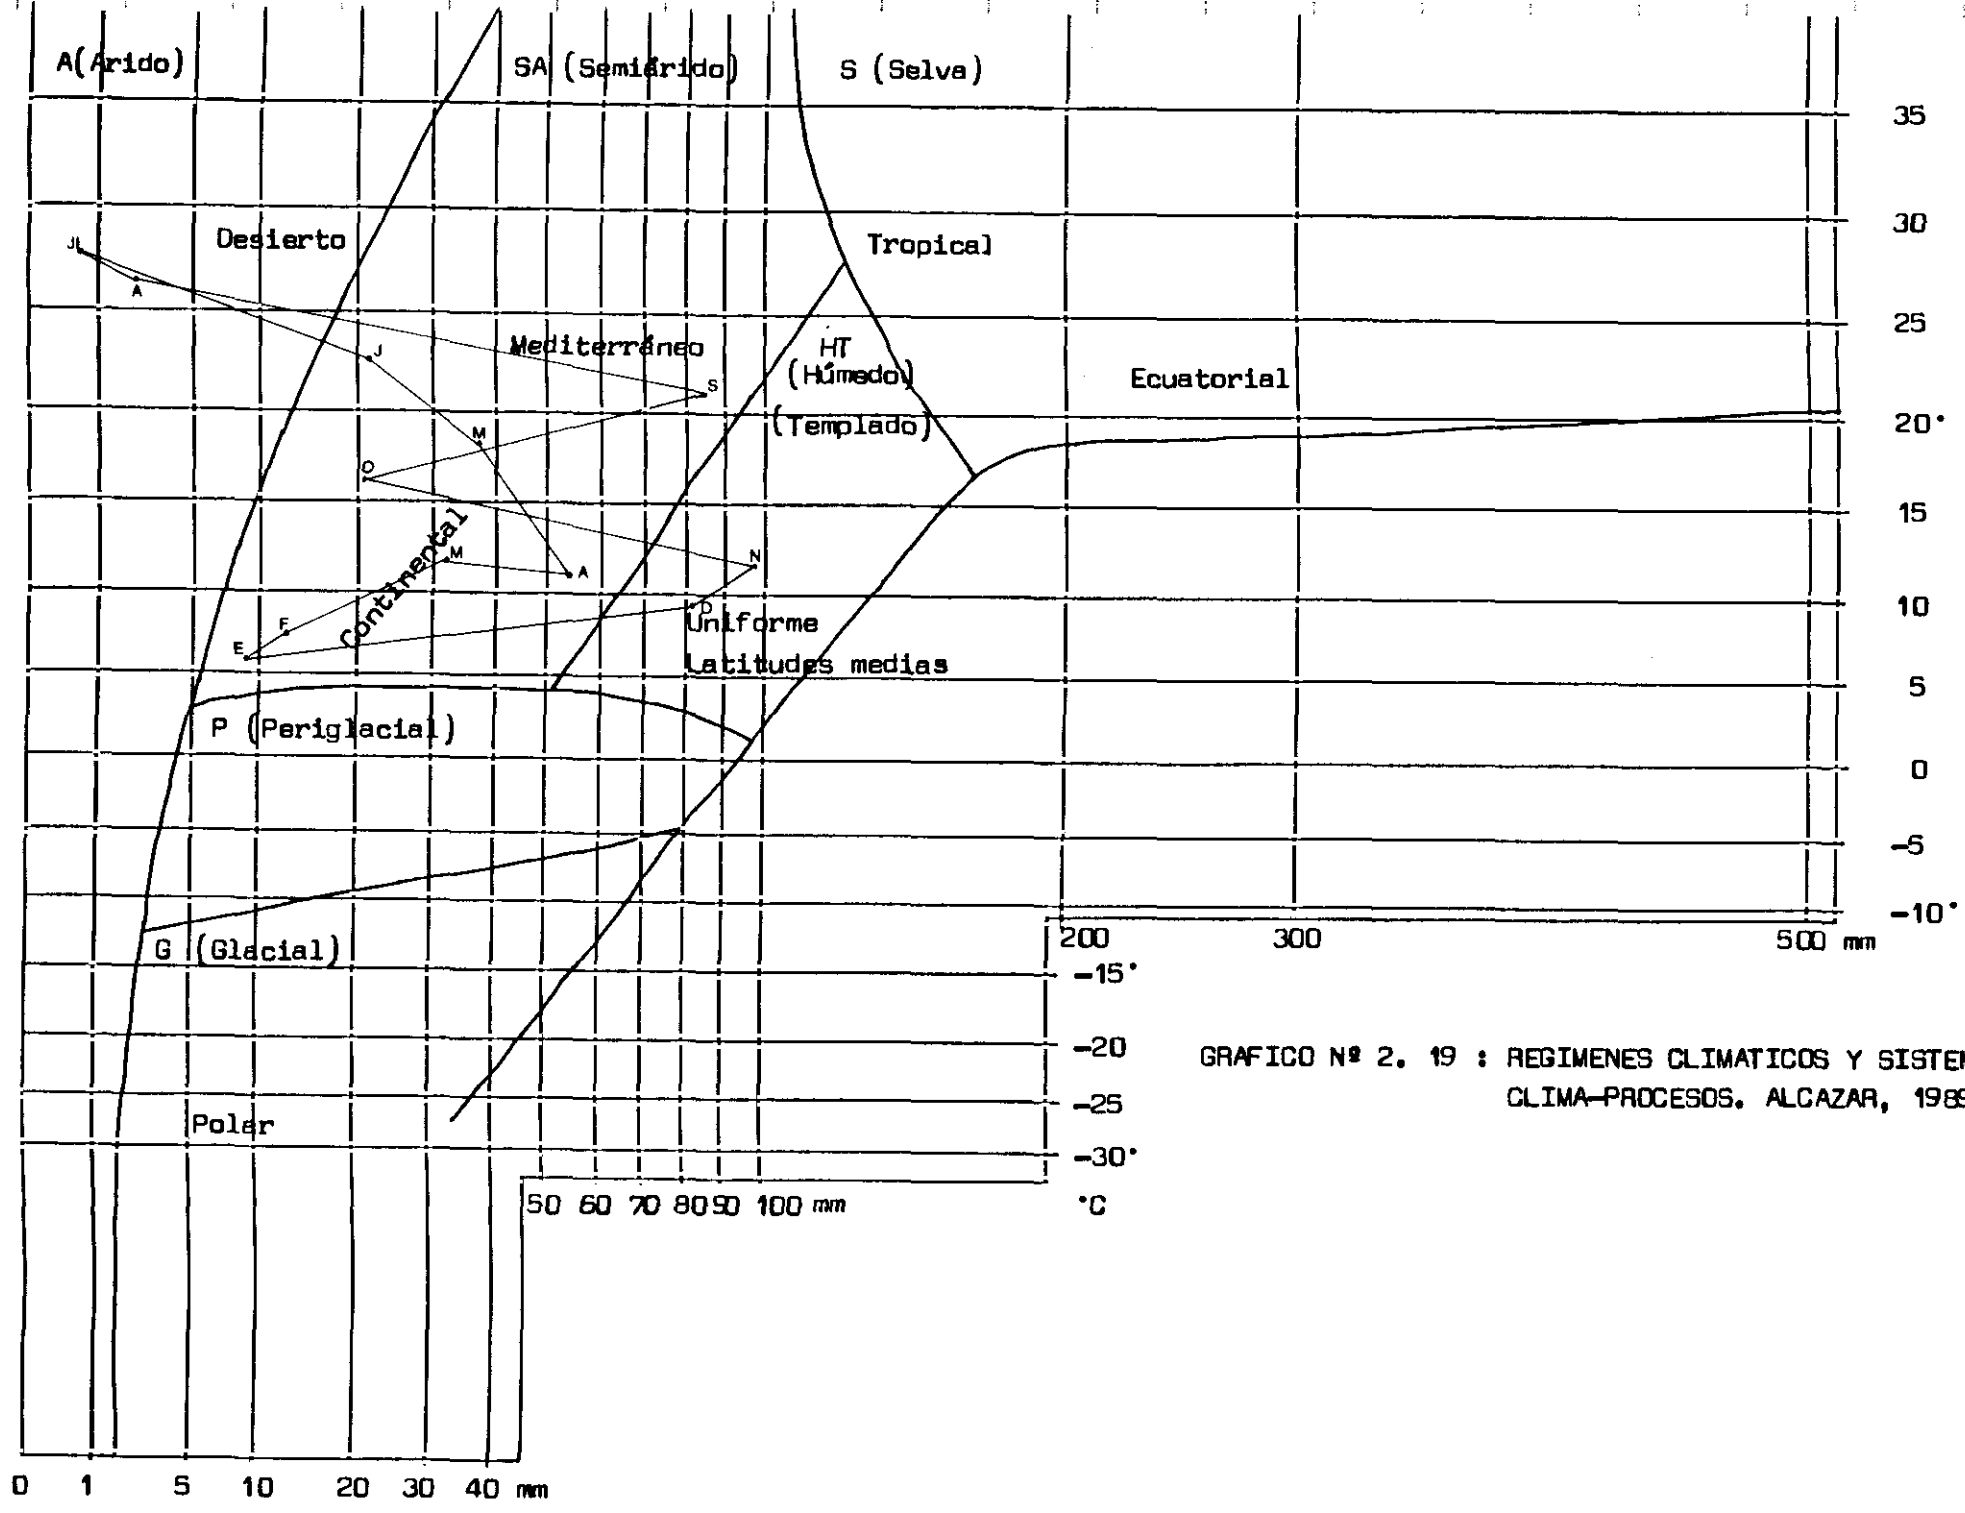 A(Árido)
SA (Semiárido)
S (Selva)
35
30
JL
Desierto
Tropical
A
25
J
Mediterráneo
HT
(Húmedo)
S
Ecuatorial
20°
(Templado)
M
O
15
Continental
M
N
A
10
D
Uniforme
F
E
Latitudes medias
5
P (Periglacial)
0
-5
-10°
G (Glacial)
200 300 500 mm
-15°
-20
GRAFICO Nº 2. 19 : REGIMENES CLIMATICOS Y SISTE
CLIMA-PROCESOS. ALCAZAR, 198
-25
Polar
-30°
50 60 70 80 90 100 mm °C
0 1 5 10 20 30 40 mm